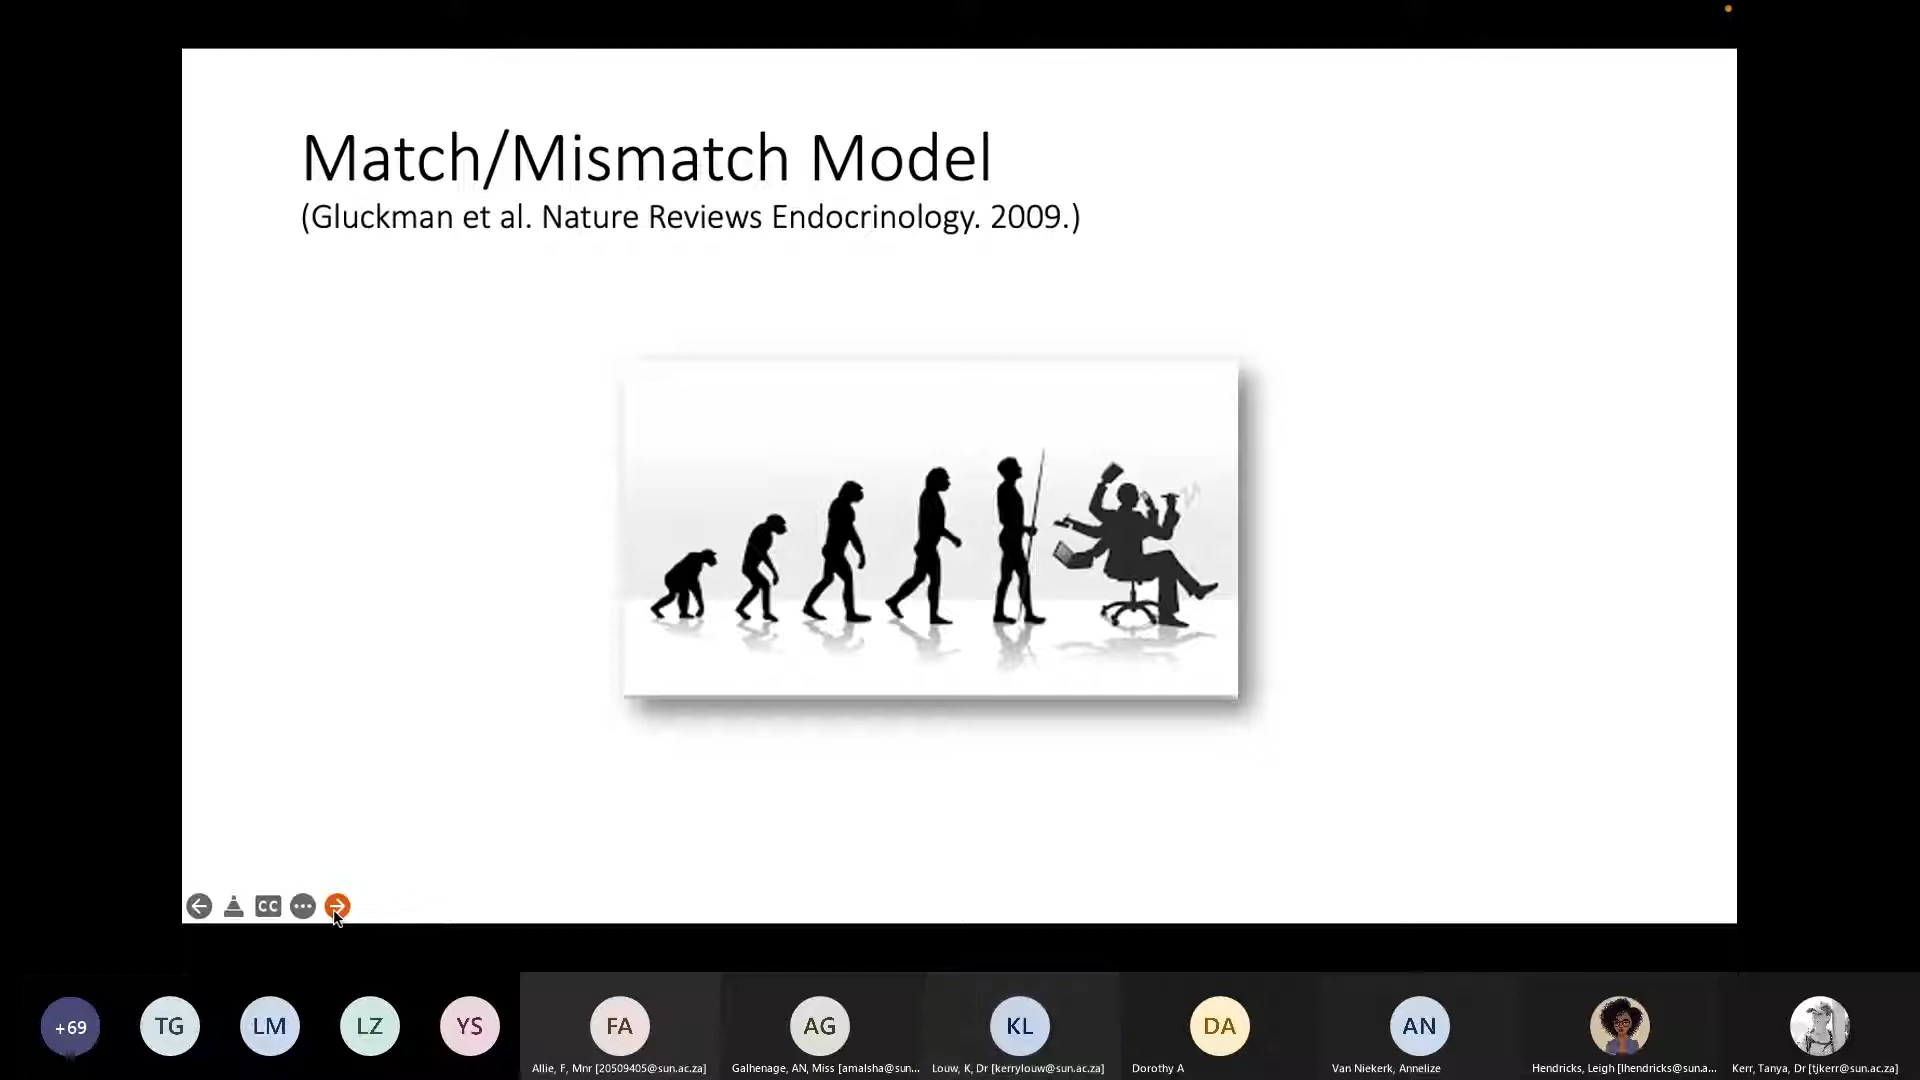 Match/Mismatch Model
(Gluckman et al. Nature Reviews Endocrinology. 2009.)
CC
+69
TG
LM
LZ
YS
FA
AG
KL
DA
AN
Allie, F, Mnr [20509405@sun.ac.za]
Galhenage, AN, Miss [amalsha@sun...
Louw, K, Dr [kerrylouw@sun.ac.za]
Dorothy A
Van Niekerk, Annelize
Hendricks, Leigh [lhendricks@sun.a...
Kerr, Tanya, Dr [tjkerr@sun.ac.za]